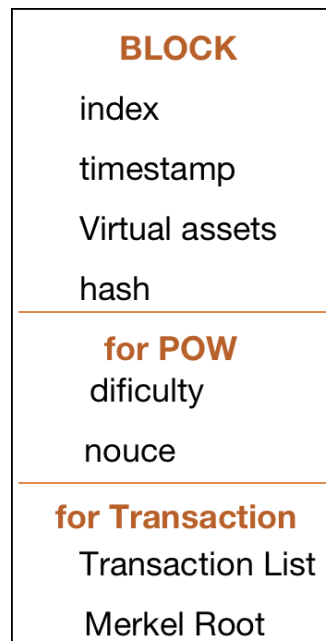 BLOCK
index
timestamp
Virtual assets
hash
for POW
dificulty
nouce
for Transaction
Transaction List
Merkel Root